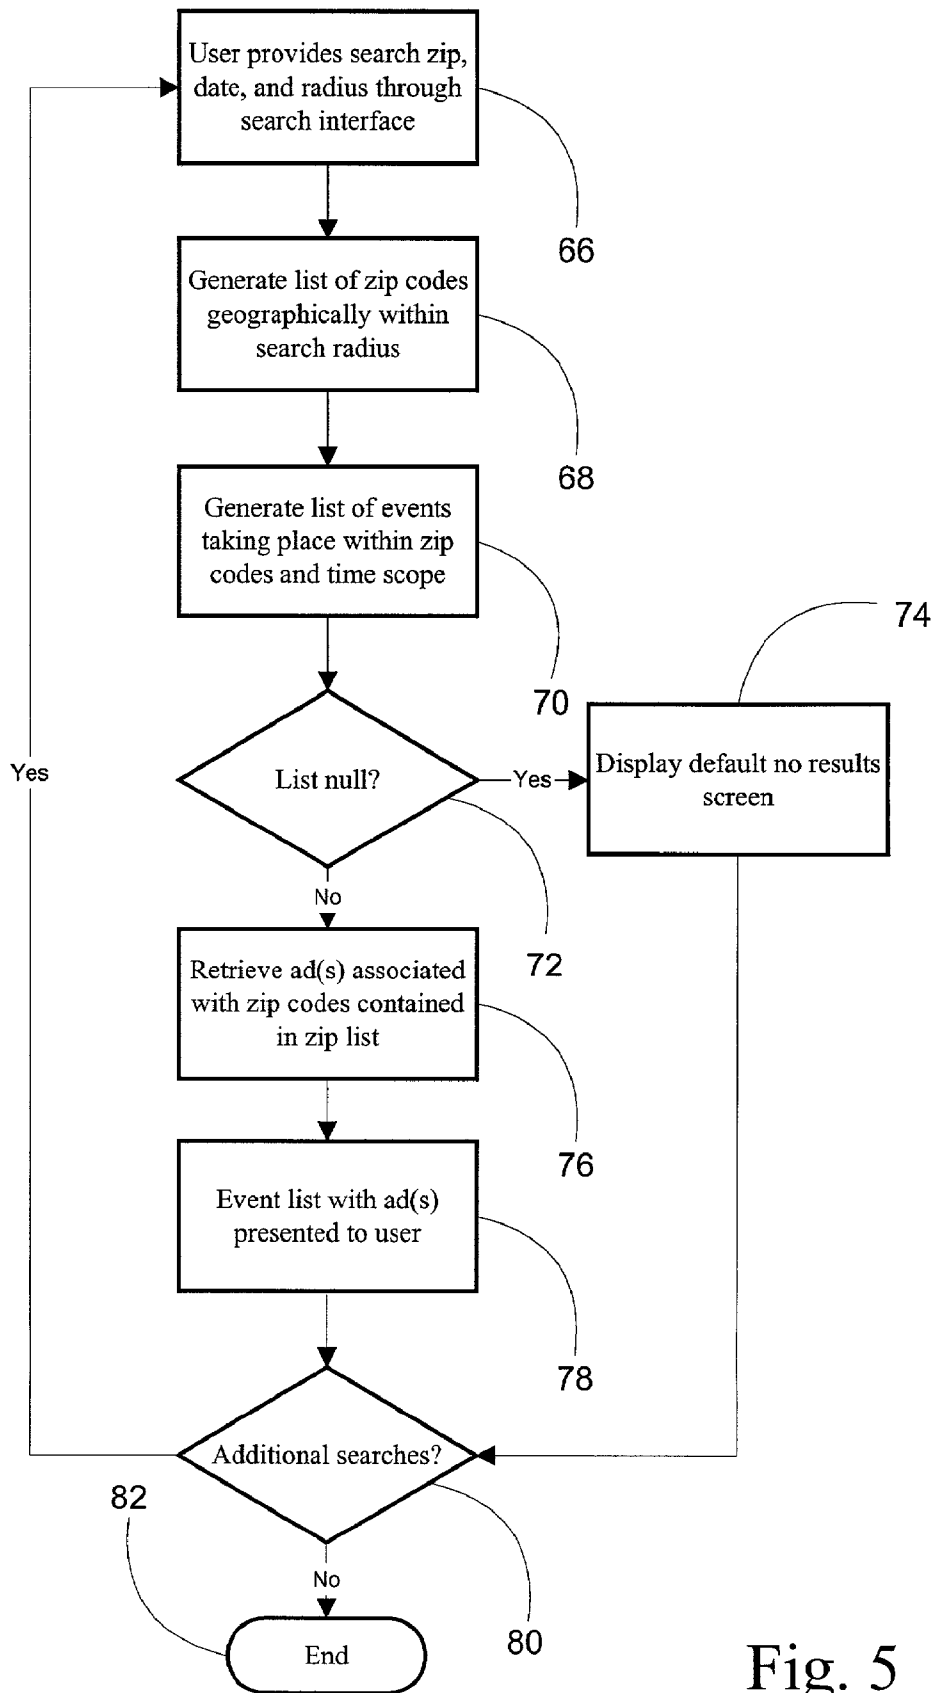 User provides search zip,
date, and radius through
search interface
66
Generate list of zip codes
geographically within
search radius
68
Generate list of events
taking place within zip
codes and time scope
70
74
List null?
Yes
Display default no results
screen
Yes
No
72
Retrieve ad(s) associated
with zip codes contained
in zip list
76
Event list with ad(s)
presented to user
78
Additional searches?
82
No
80
End
Fig. 5